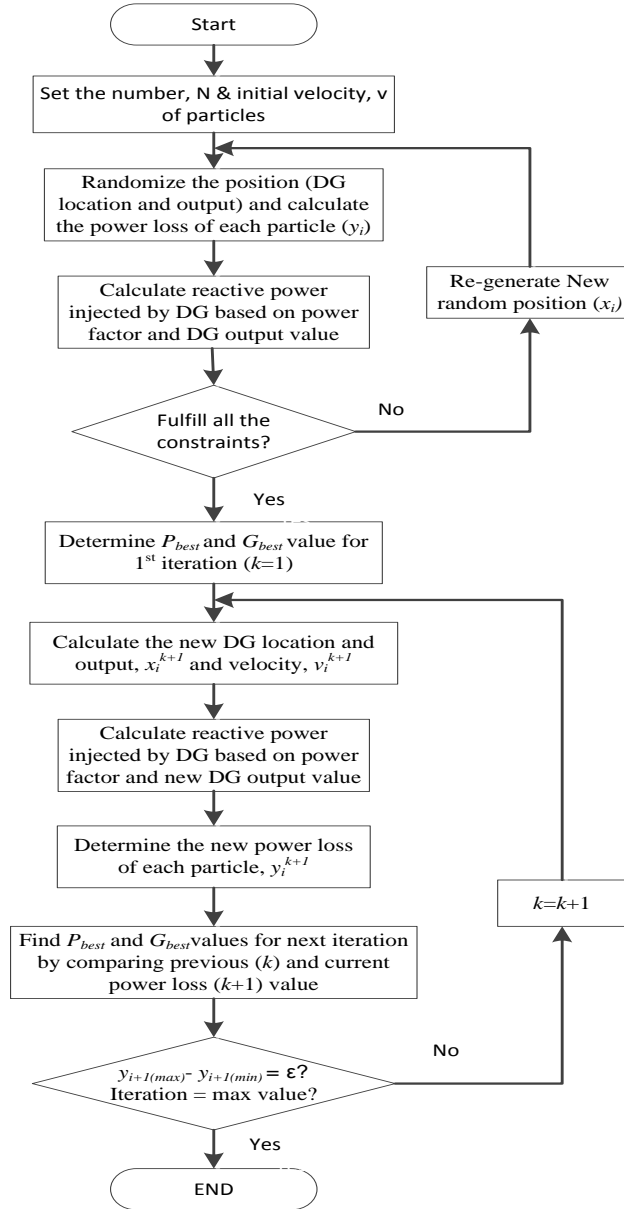 Start
Set the number, N & initial velocity, v
of particles
Randomize the position (DG
location and output) and calculate
the power loss of each particle (yᵢ)
Calculate reactive power
injected by DG based on power
factor and DG output value
Re-generate New
random position (xᵢ)
Fulfill all the
constraints?
No
Yes
Determine P_best and G_best value for
1ˢᵗ iteration (k=1)
Calculate the new DG location and
output, xᵢᵏ⁺¹ and velocity, vᵢᵏ⁺¹
Calculate reactive power
injected by DG based on power
factor and new DG output value
Determine the new power loss
of each particle, yᵢᵏ⁺¹
k=k+1
Find P_best and G_best values for next iteration
by comparing previous (k) and current
power loss (k+1) value
y_i+1(max)- y_i+1(min) = ε?
Iteration = max value?
No
Yes
END